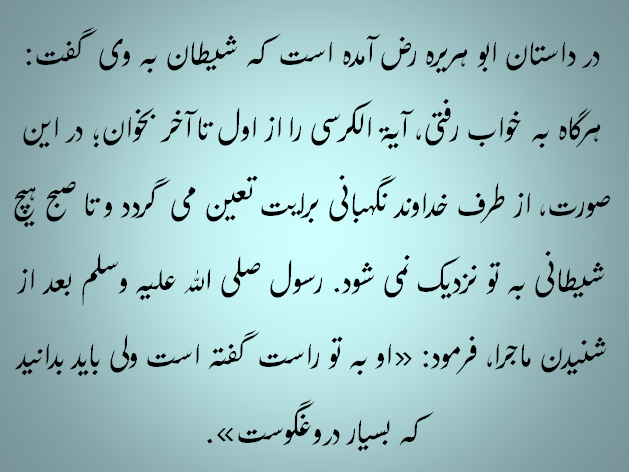 در داستان ابو هریره رض آمده است که شیطان به وی گفت:
هرگاه به خواب رفتی، آیة الکرسی را از اول تا آخر بخوان؛ در این
صورت، از طرف خداوند نگهبانی برایت تعین می گردد و تا صبح هیچ
شیطانی به تو نزدیک نمی شود. رسول صلی الله علیه وسلم بعد از
شنیدن ماجرا، فرمود: «او به تو راست گفته است ولی باید بدانید
که بسیار دروغگوست».